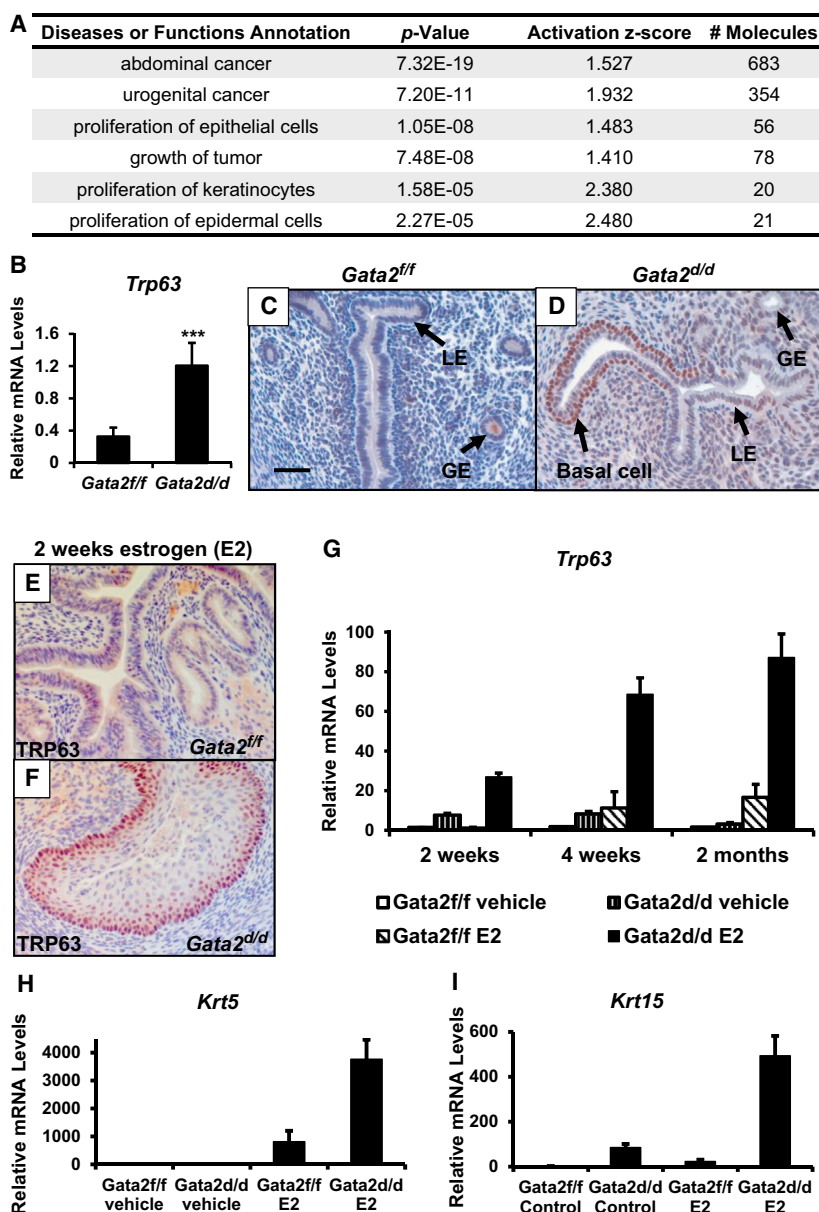 A
Diseases or Functions Annotation p-Value Activation z-score # Molecules
abdominal cancer 7.32E-19 1.527 683
urogenital cancer 7.20E-11 1.932 354
proliferation of epithelial cells 1.05E-08 1.483 56
growth of tumor 7.48E-08 1.410 78
proliferation of keratinocytes 1.58E-05 2.380 20
proliferation of epidermal cells 2.27E-05 2.480 21
B
Trp63
Relative mRNA Levels
1.6
1.2
0.8
0.4
0
***
Gata2f/f Gata2d/d
Gata2f/f
C
LE
GE
Gata2d/d
D
GE
LE
Basal cell
2 weeks estrogen (E2)
E
TRP63 Gata2f/f
F
TRP63 Gata2d/d
G
Trp63
Relative mRNA Levels
100
80
60
40
20
0
2 weeks 4 weeks 2 months
Gata2f/f vehicle Gata2d/d vehicle
Gata2f/f E2 Gata2d/d E2
H
Krt5
Relative mRNA Levels
4000
3000
2000
1000
0
Gata2f/f vehicle
Gata2d/d vehicle
Gata2f/f E2
Gata2d/d E2
I
Krt15
Relative mRNA Levels
600
400
200
0
Gata2f/f Control
Gata2d/d Control
Gata2f/f E2
Gata2d/d E2